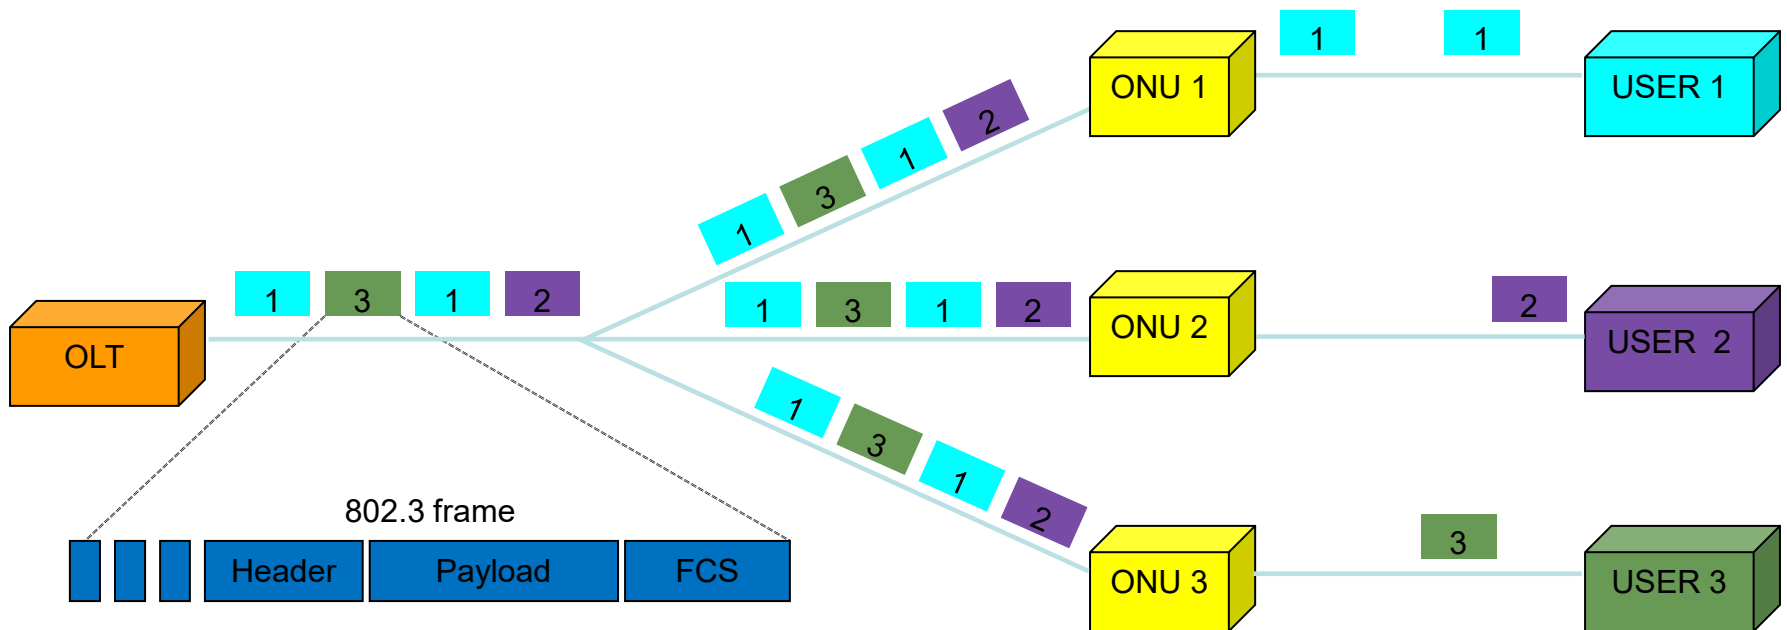 1 1
ONU 1 USER 1
1 3 1 2
1 3 1 2
1 3 1 2
2
OLT ONU 2 USER  2
1 3 1 2
3
802.3 frame
Header Payload FCS
ONU 3 USER 3